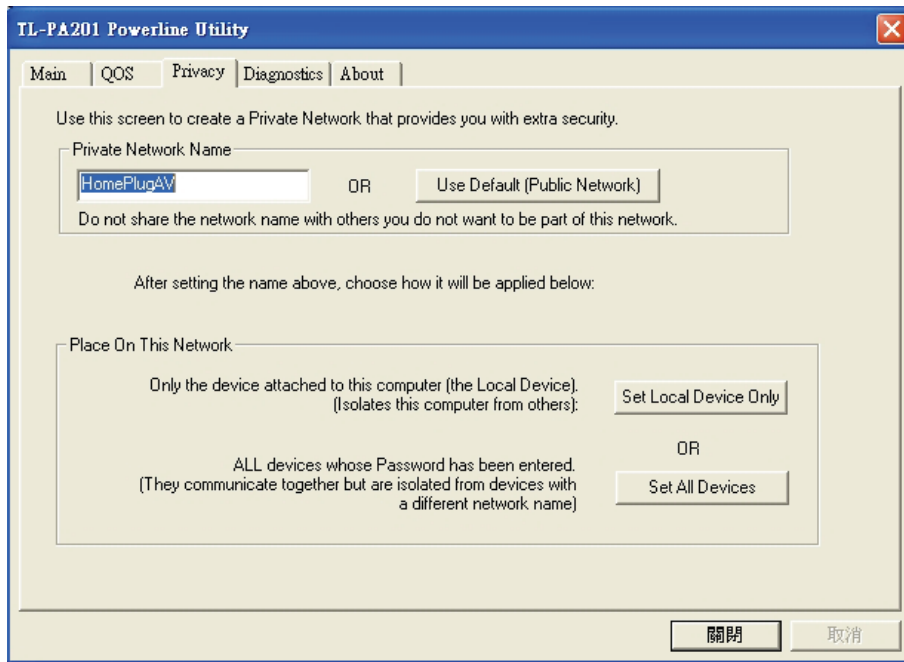 TL-PA201 Powerline Utility
Main QOS Privacy Diagnostics About
Use this screen to create a Private Network that provides you with extra security.
Private Network Name
HomePlugAV OR Use Default (Public Network)
Do not share the network name with others you do not want to be part of this network.
After setting the name above, choose how it will be applied below:
Place On This Network
Only the device attached to this computer (the Local Device).
(Isolates this computer from others):
Set Local Device Only
OR
ALL devices whose Password has been entered.
(They communicate together but are isolated from devices with
a different network name)
Set All Devices
關閉 取消